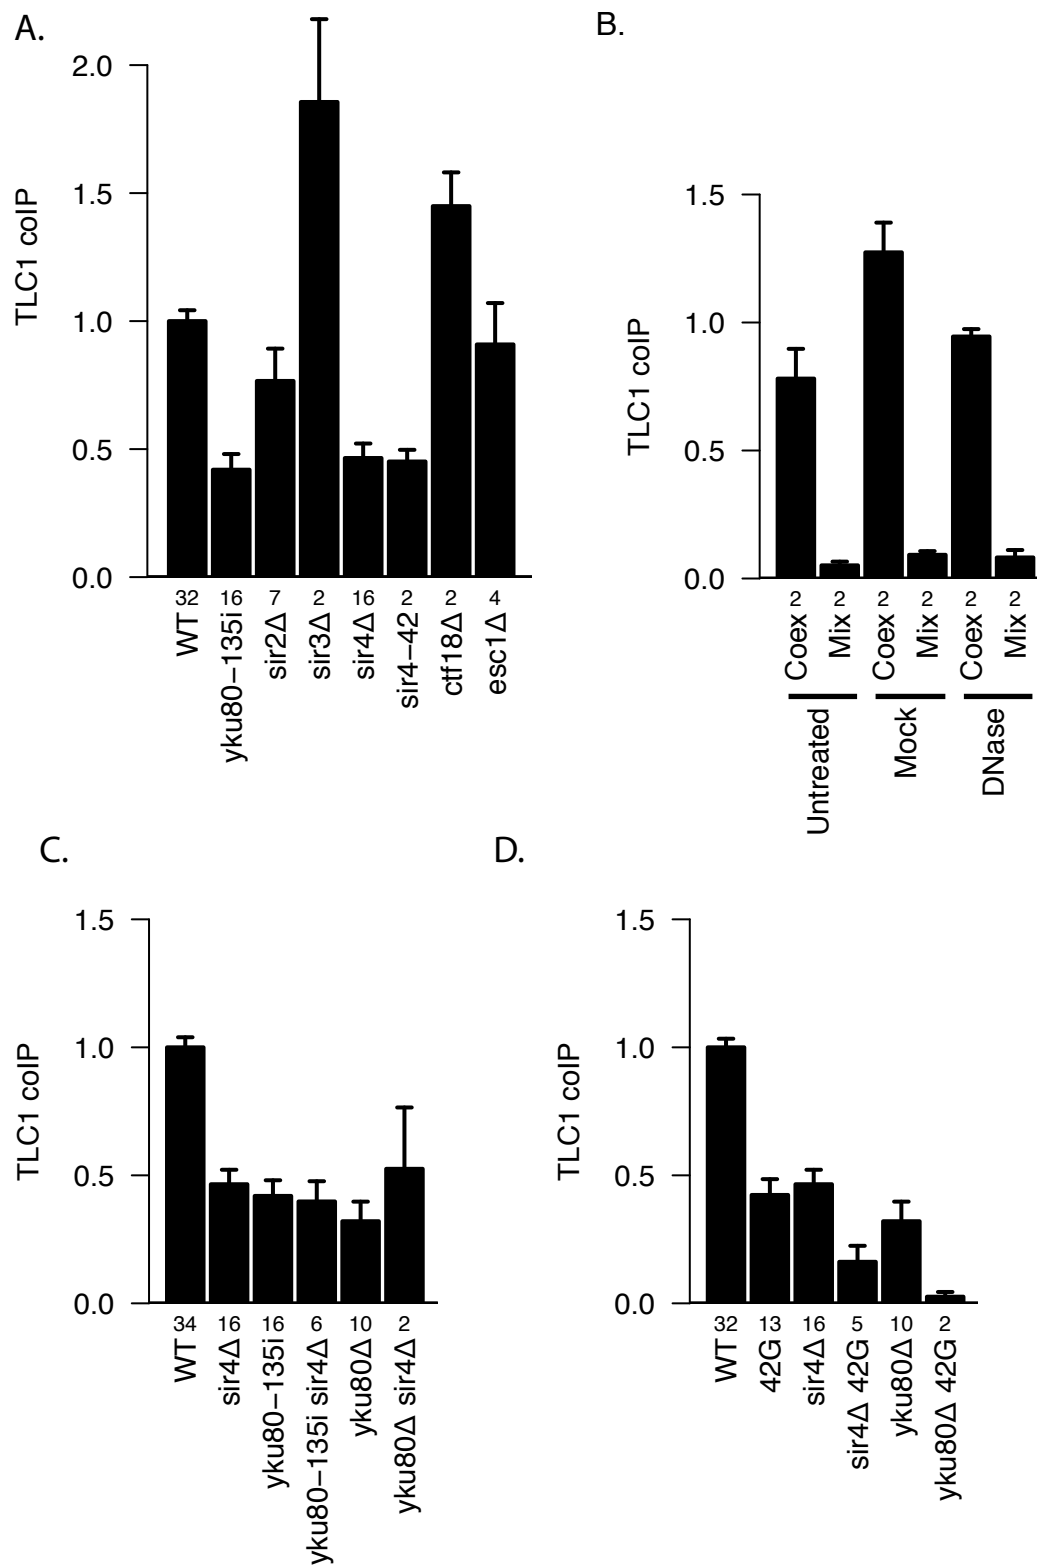 A.
TLC1 coIP
2.0
1.5
1.0
0.5
0.0
32 16 7 2 16 2 2 4
WT yku80−135i sir2Δ sir3Δ sir4Δ sir4−42 ctf18Δ esc1Δ
B.
TLC1 coIP
1.5
1.0
0.5
0.0
2 2 2 2 2 2
Coex Mix Coex Mix Coex Mix
Untreated Mock DNase
C.
TLC1 coIP
1.5
1.0
0.5
0.0
34 16 16 6 10 2
WT sir4Δ yku80−135i yku80−135i sir4Δ yku80Δ yku80Δ sir4Δ
D.
TLC1 coIP
1.5
1.0
0.5
0.0
32 13 16 5 10 2
WT 42G sir4Δ sir4Δ 42G yku80Δ yku80Δ 42G